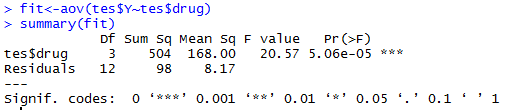 > fit<-aov(tes$Y~tes$drug)
> summary(fit)
            Df Sum Sq Mean Sq F value   Pr(>F)
tes$drug     3    504  168.00   20.57 5.06e-05 ***
Residuals   12     98    8.17
---
Signif. codes:  0 ‘***’ 0.001 ‘**’ 0.01 ‘*’ 0.05 ‘.’ 0.1 ‘ ’ 1